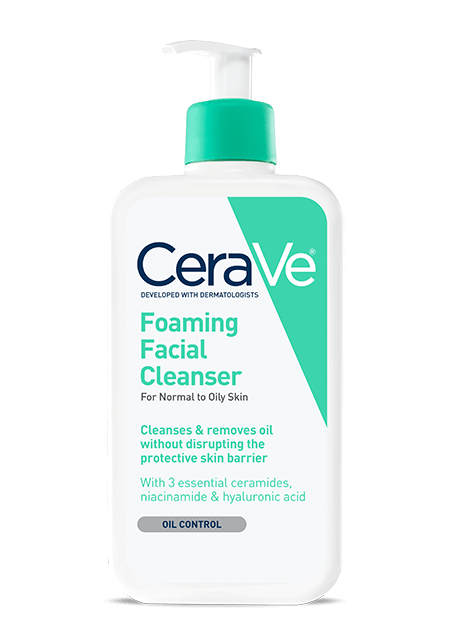 CeraVe®
DEVELOPED WITH DERMATOLOGISTS
Foaming
Facial
Cleanser
For Normal to Oily Skin
Cleanses & removes oil
without disrupting the
protective skin barrier
With 3 essential ceramides,
niacinamide & hyaluronic acid
OIL CONTROL